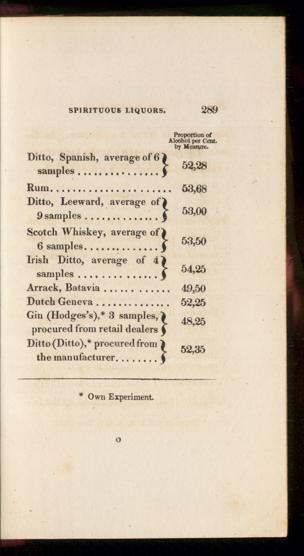 SPIRITUOUS LIQUORS. 289
Proportion of
Alcohol per Cent.
by Measure.
Ditto, Spanish, average of 6
samples ............... 52,28
Rum.................... 53,68
Ditto, Leeward, average of
9 samples ............. 53,00
Scotch Whiskey, average of
6 samples.............. 53,50
Irish Ditto, average of 4
samples ............... 54,25
Arrack, Batavia ........... 49,50
Dutch Geneva ............. 52,25
Gin (Hodges's),* 3 samples,
procured from retail dealers 48,25
Ditto (Ditto),* procured from
the manufacturer........ 52,35
* Own Experiment.
O